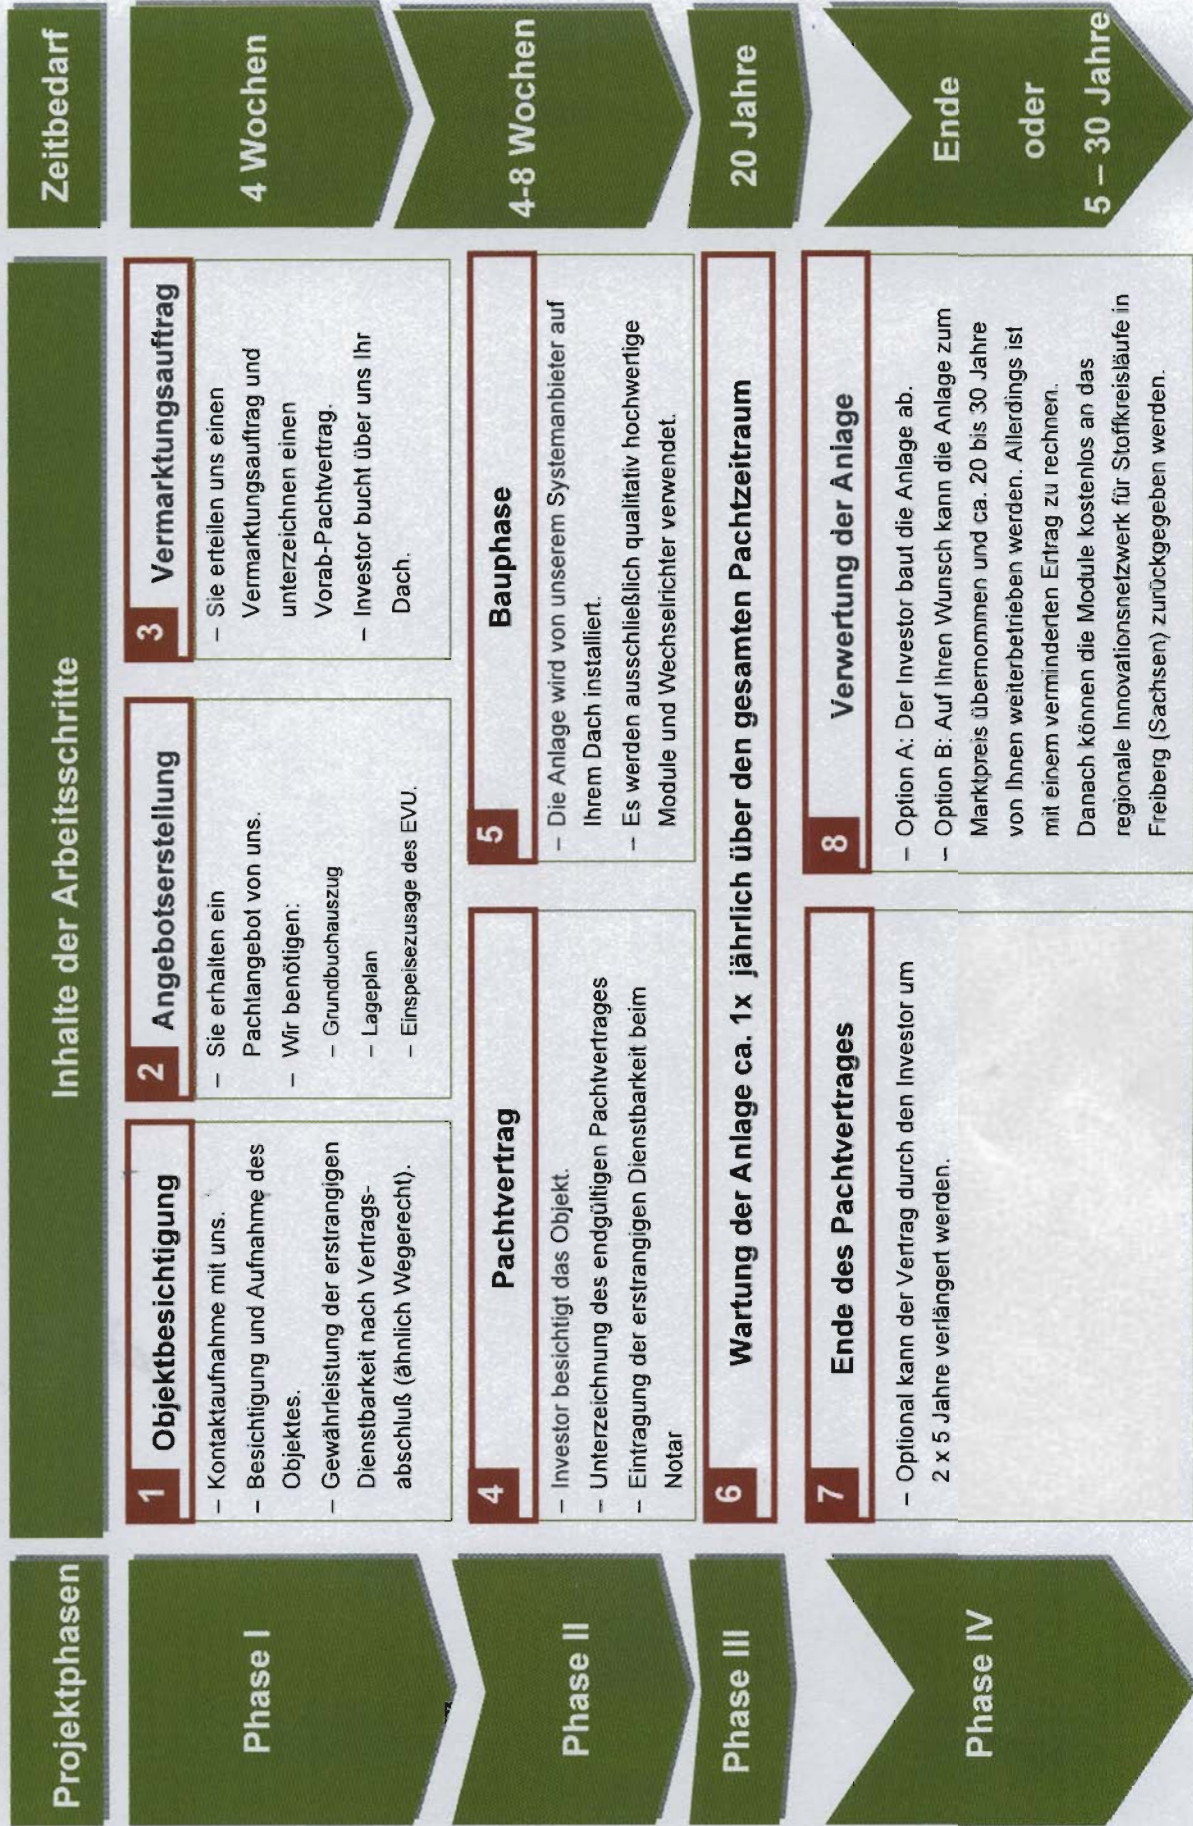 Projektphasen
Inhalte der Arbeitsschritte
Zeitbedarf
Phase I
1 Objektbesichtigung
– Kontaktaufnahme mit uns.
– Besichtigung und Aufnahme des
Objektes.
– Gewährleistung der erstrangigen
Dienstbarkeit nach Vertrags-
abschluß (ähnlich Wegerecht).
2 Angebotserstellung
– Sie erhalten ein
Pachtangebot von uns.
– Wir benötigen:
– Grundbuchauszug
– Lageplan
– Einspeisezusage des EVU.
3 Vermarktungsauftrag
– Sie erteilen uns einen
Vermarktungsauftrag und
unterzeichnen einen
Vorab-Pachtvertrag.
– Investor bucht über uns Ihr
Dach.
4 Wochen
Phase II
4 Pachtvertrag
– Investor besichtigt das Objekt.
– Unterzeichnung des endgültigen Pachtvertrages
– Eintragung der erstrangigen Dienstbarkeit beim
Notar
5 Bauphase
– Die Anlage wird von unserem Systemanbieter auf
Ihrem Dach installiert.
– Es werden ausschließlich qualitativ hochwertige
Module und Wechselrichter verwendet.
4-8 Wochen
Phase III
6 Wartung der Anlage ca. 1x jährlich über den gesamten Pachtzeitraum
20 Jahre
Phase IV
7 Ende des Pachtvertrages
– Optional kann der Vertrag durch den Investor um
2 x 5 Jahre verlängert werden.
8 Verwertung der Anlage
– Option A: Der Investor baut die Anlage ab.
– Option B: Auf Ihren Wunsch kann die Anlage zum
Marktpreis übernommen und ca. 20 bis 30 Jahre
von Ihnen weiterbetrieben werden. Allerdings ist
mit einem verminderten Ertrag zu rechnen.
Danach können die Module kostenlos an das
regionale Innovationsnetzwerk für Stoffkreisläufe in
Freiberg (Sachsen) zurückgegeben werden.
Ende
oder
5 – 30 Jahre